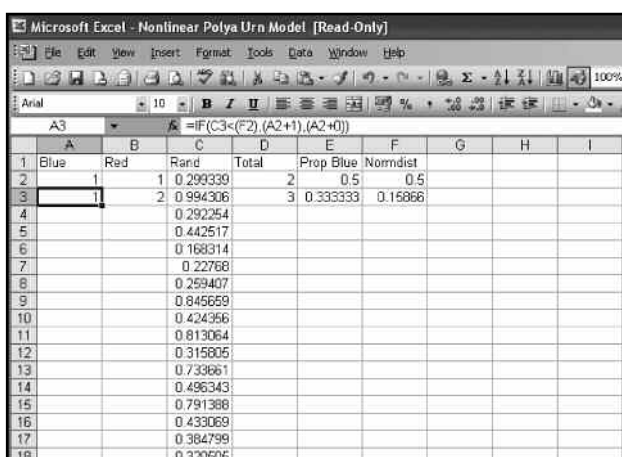 Microsoft Excel - Nonlinear Polya Urn Model [Read-Only]
File Edit View Insert Format Tools Data Window Help
100%
Arial 10 B I U
A3 fx =IF(C3<(F2),(A2+1),(A2+0))
A B C D E F G H I
1 Blue Red Rand Total Prop Blue Normdist
2 1 1 0.299339 2 0.5 0.5
3 1 2 0.994306 3 0.333333 0.15866
4 0.292254
5 0.442517
6 0.168314
7 0.22768
8 0.259407
9 0.845659
10 0.424356
11 0.813064
12 0.315805
13 0.733661
14 0.496343
15 0.791388
16 0.433069
17 0.384799
18